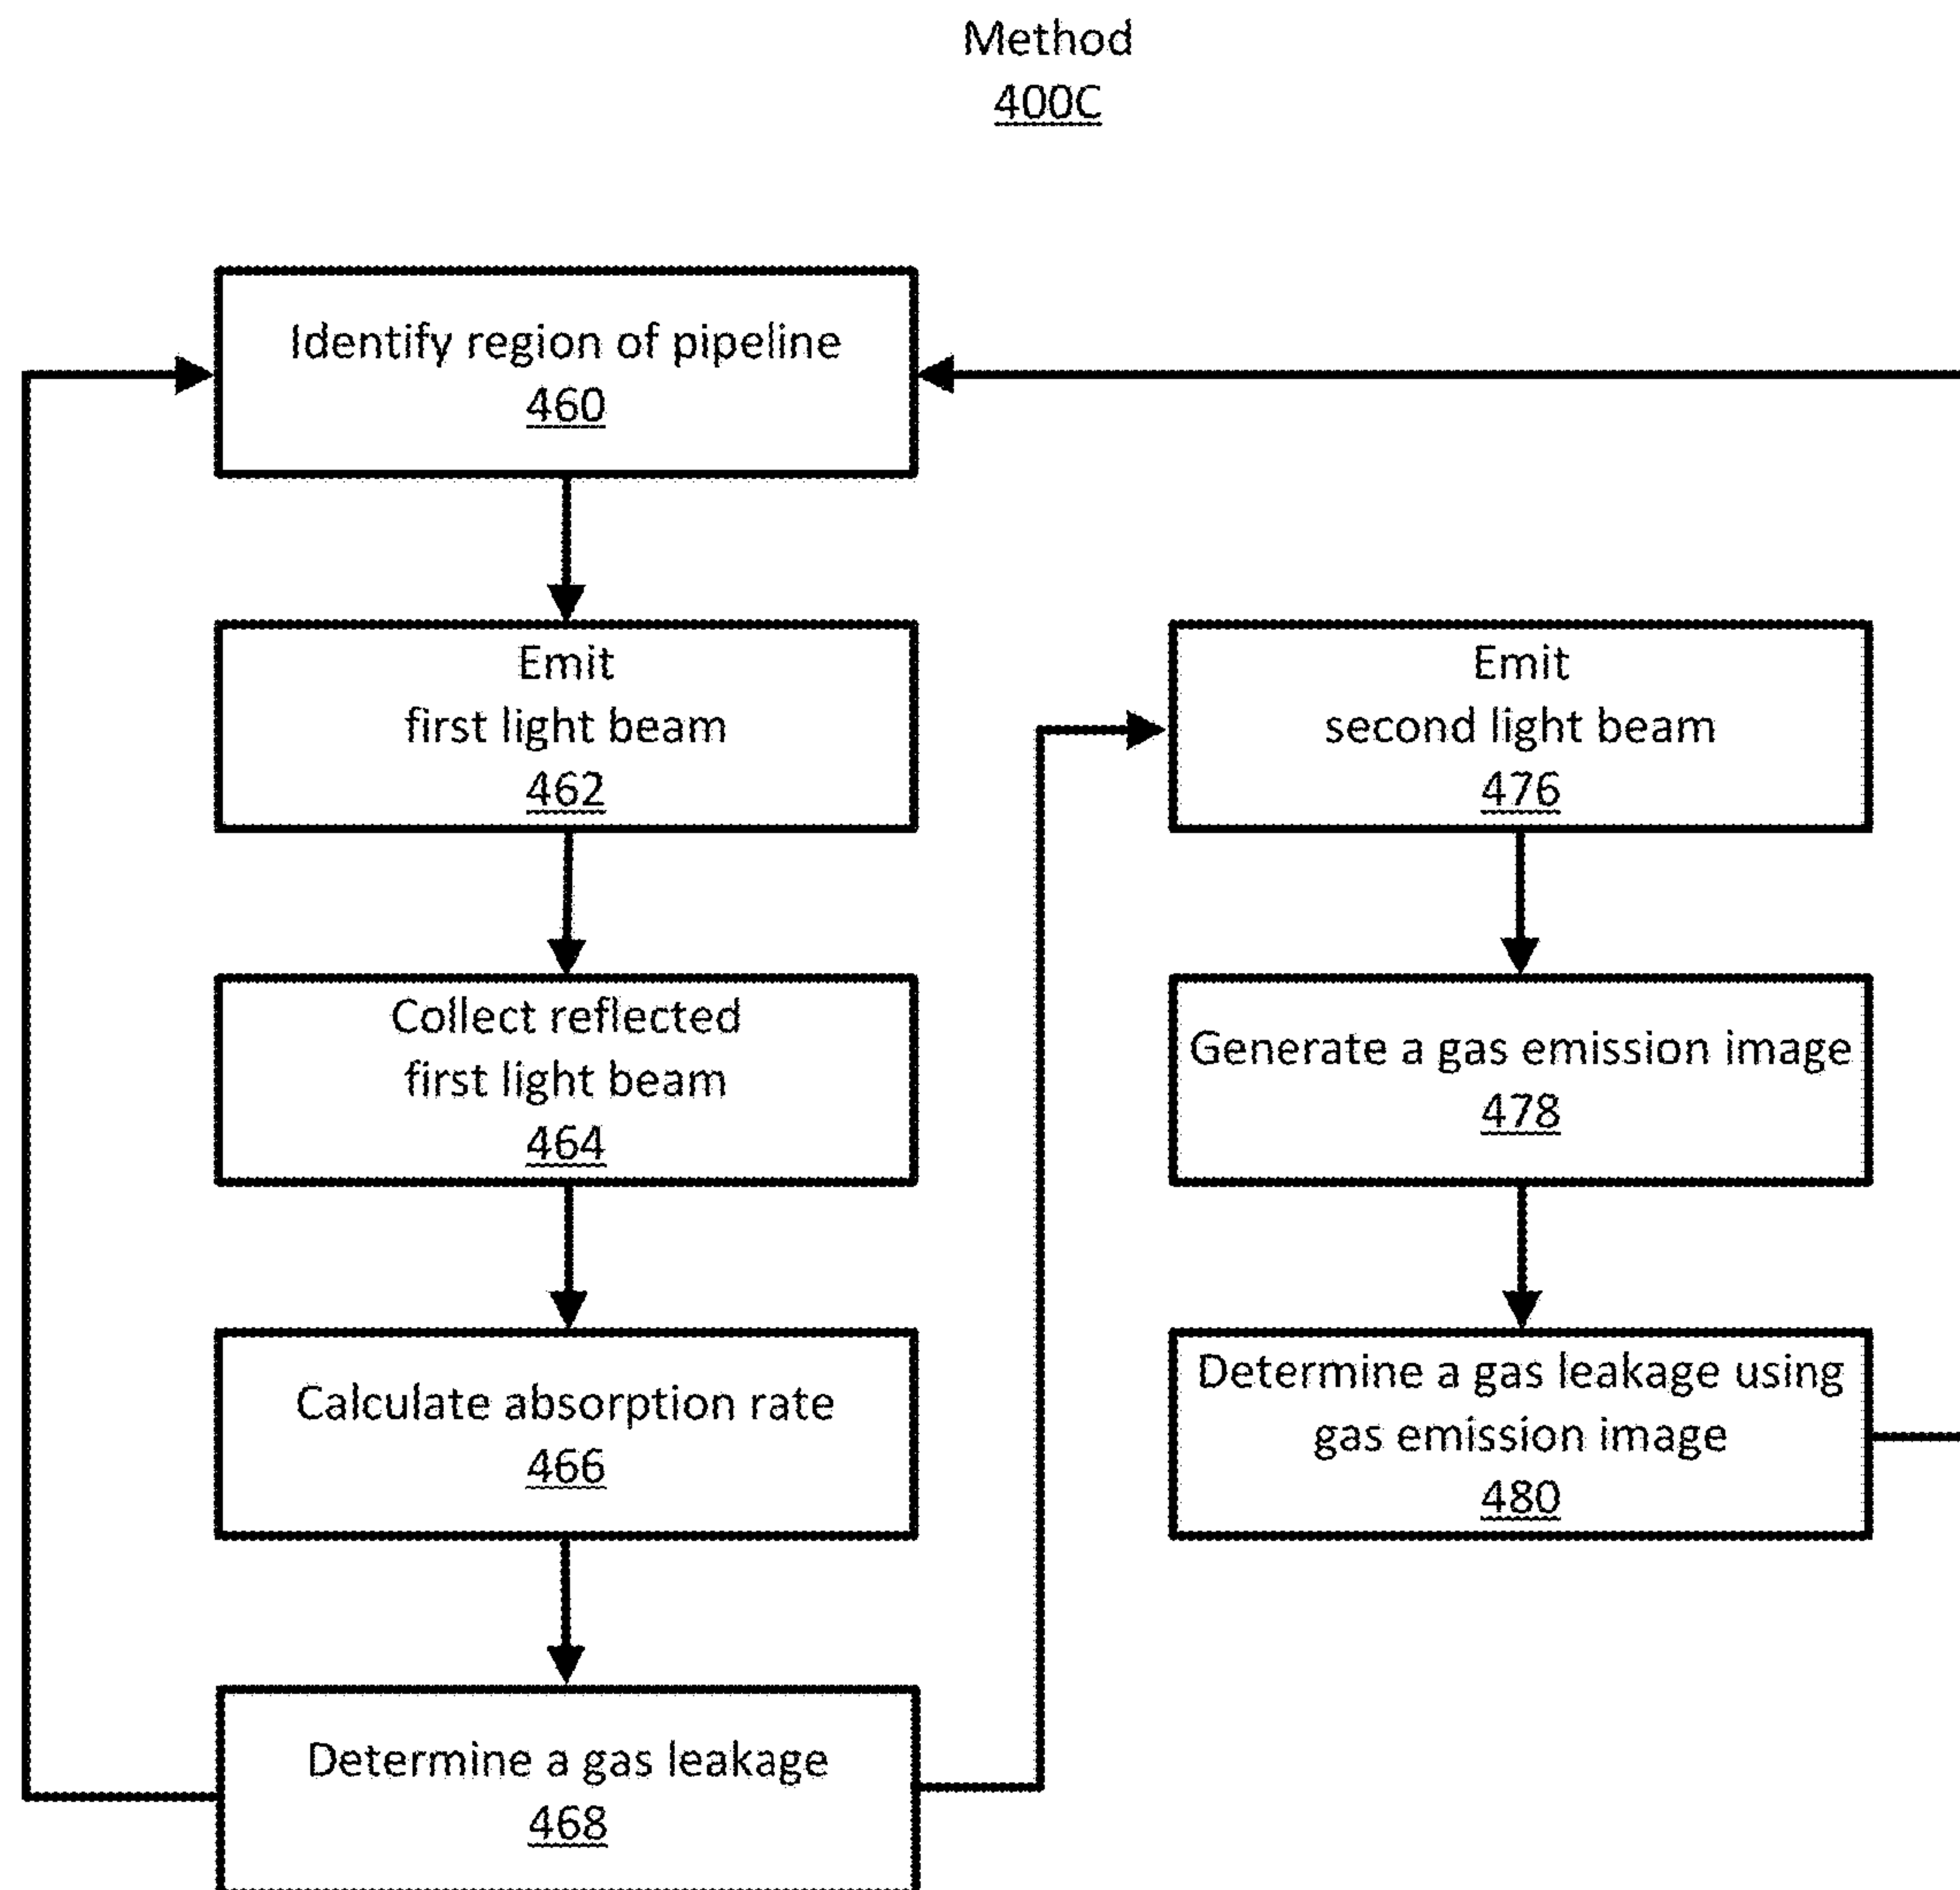 Method
400C
Identify region of pipeline
460
Emit
first light beam
462
Collect reflected
first light beam
464
Calculate absorption rate
466
Determine a gas leakage
468
Emit
second light beam
476
Generate a gas emission image
478
Determine a gas leakage using
gas emission image
480